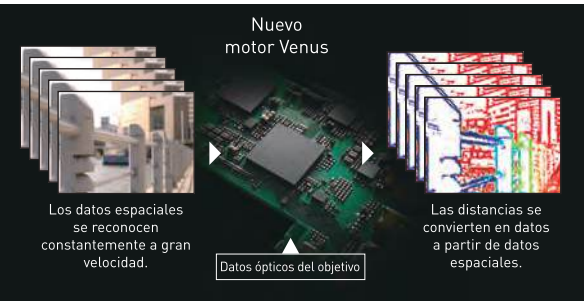 Nuevo
motor Venus
Los datos espaciales
se reconocen
constantemente a gran
velocidad.
Datos ópticos del objetivo
Las distancias se
convierten en datos
a partir de datos
espaciales.